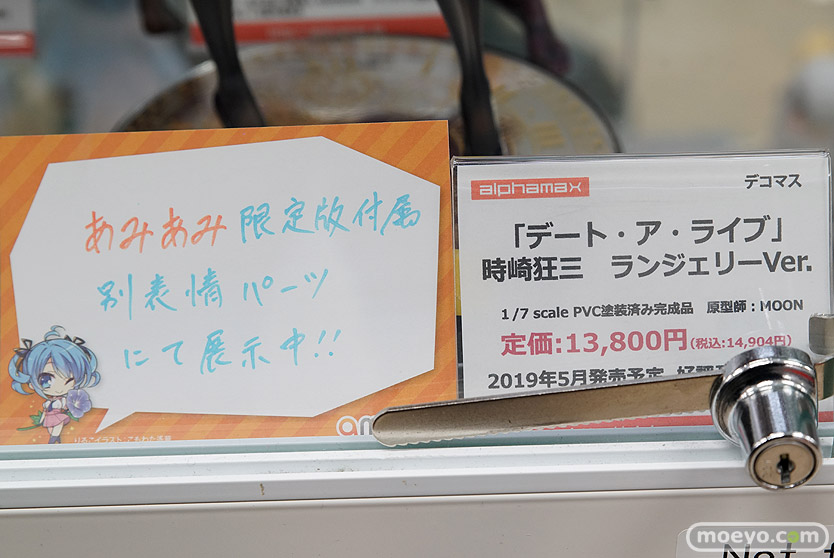 あみあみ限定版付属
別表情パーツ
にて展示中!!
alphamax
デコマス
「デート・ア・ライブ」
時崎狂三 ランジェリーVer.
1/7 scale PVC塗装済み完成品 原型師：MOON
定価:13,800円(税込:14,904円)
2019年5月発売予定
am
Not
moeyo.com